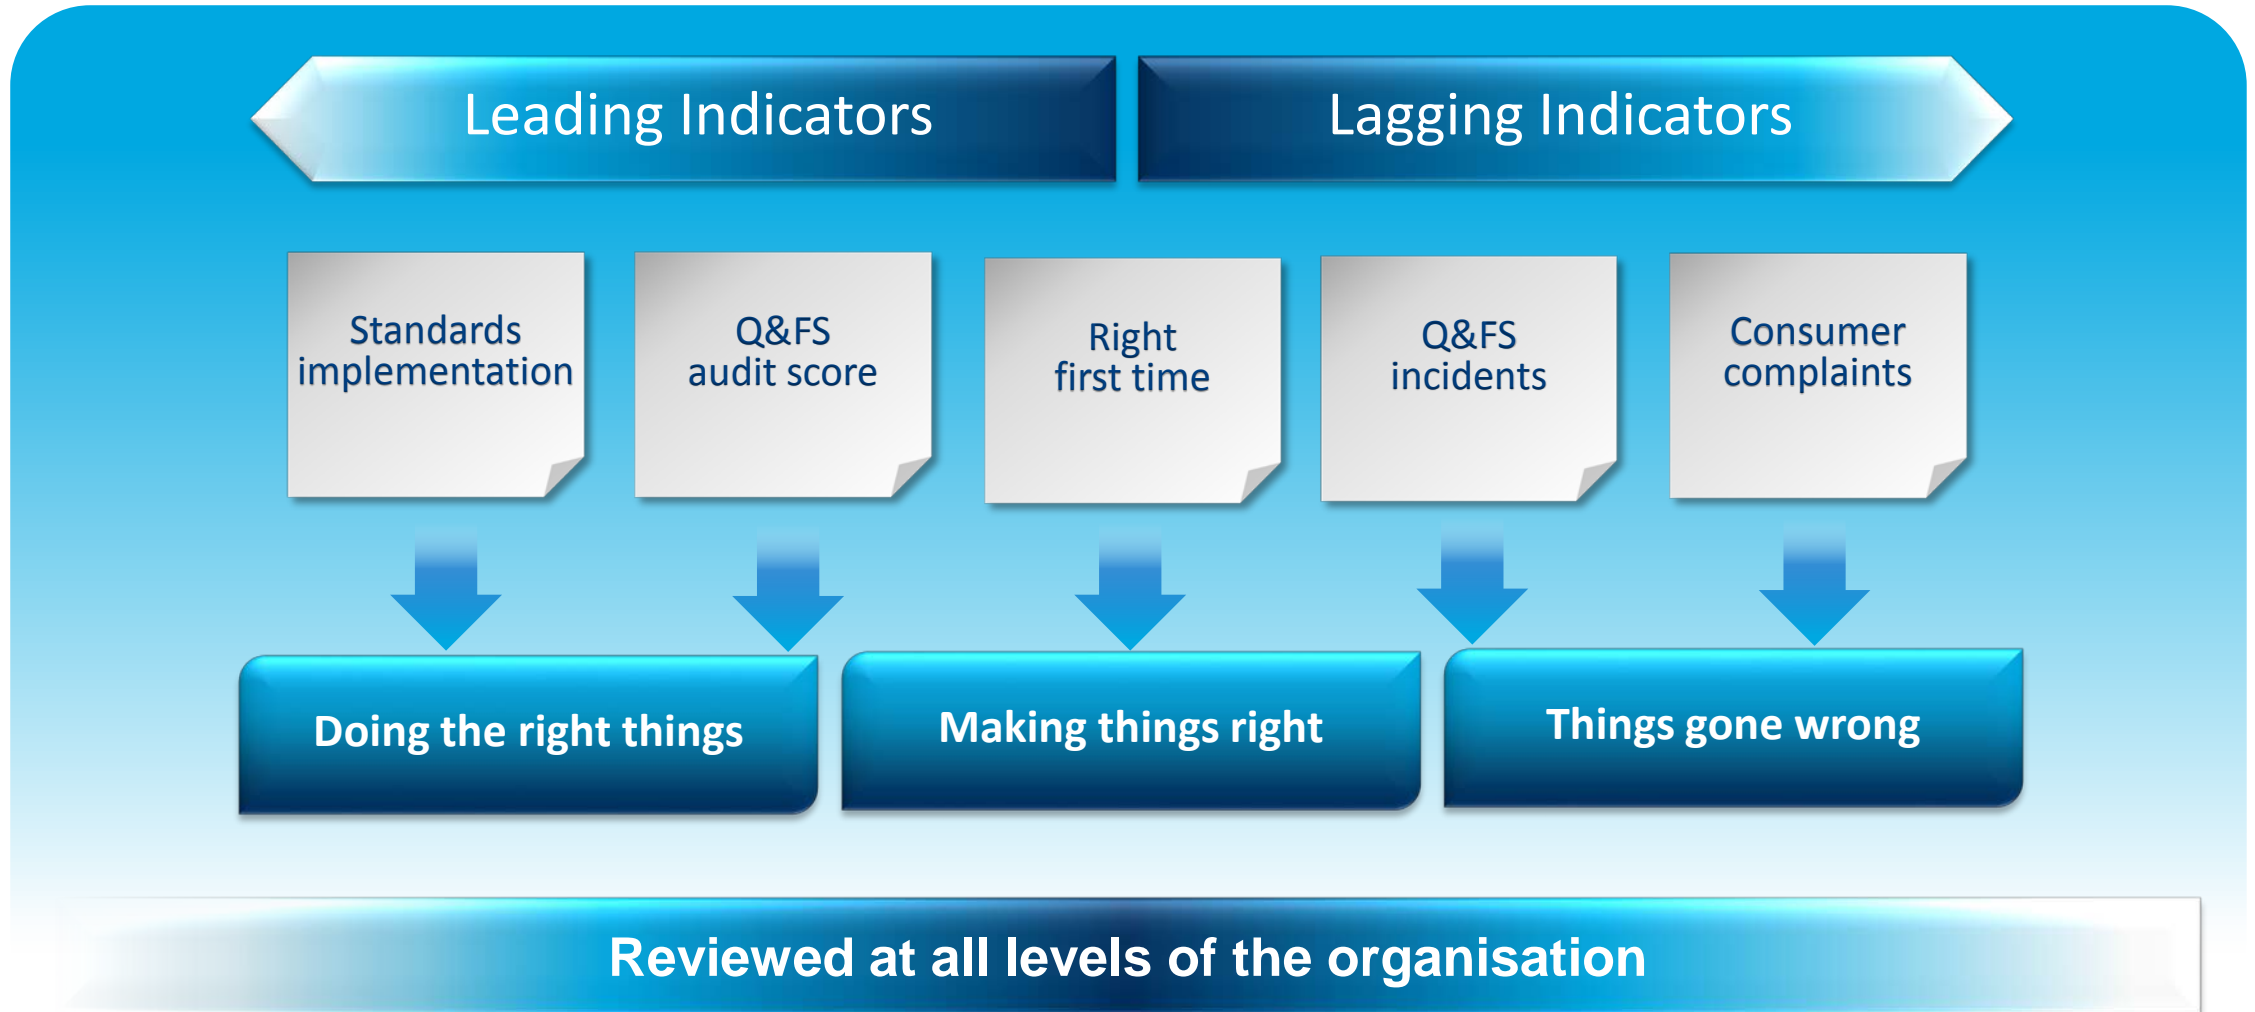 Leading Indicators
Lagging Indicators
Standards
implementation
Q&FS
audit score
Right
first time
Q&FS
incidents
Consumer
complaints
Doing the right things
Making things right
Things gone wrong
Reviewed at all levels of the organisation